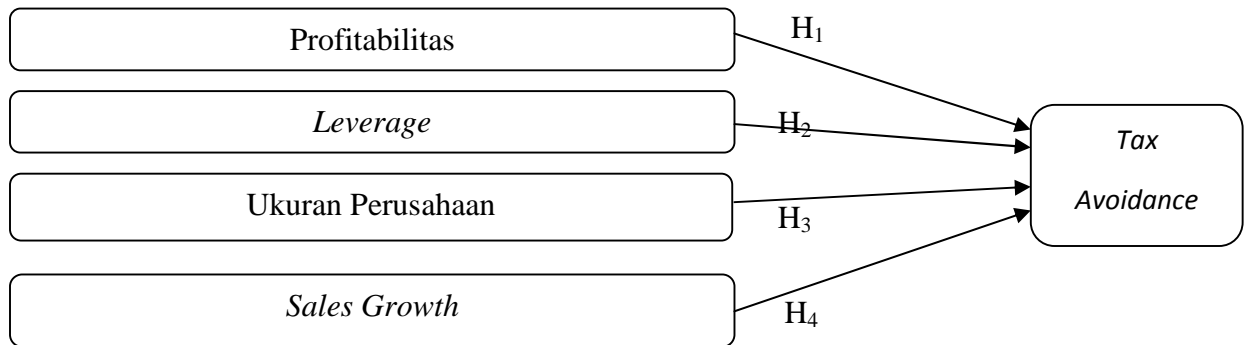 Profitabilitas
H₁
Leverage
H₂
Ukuran Perusahaan
H₃
Sales Growth
H₄
Tax
Avoidance